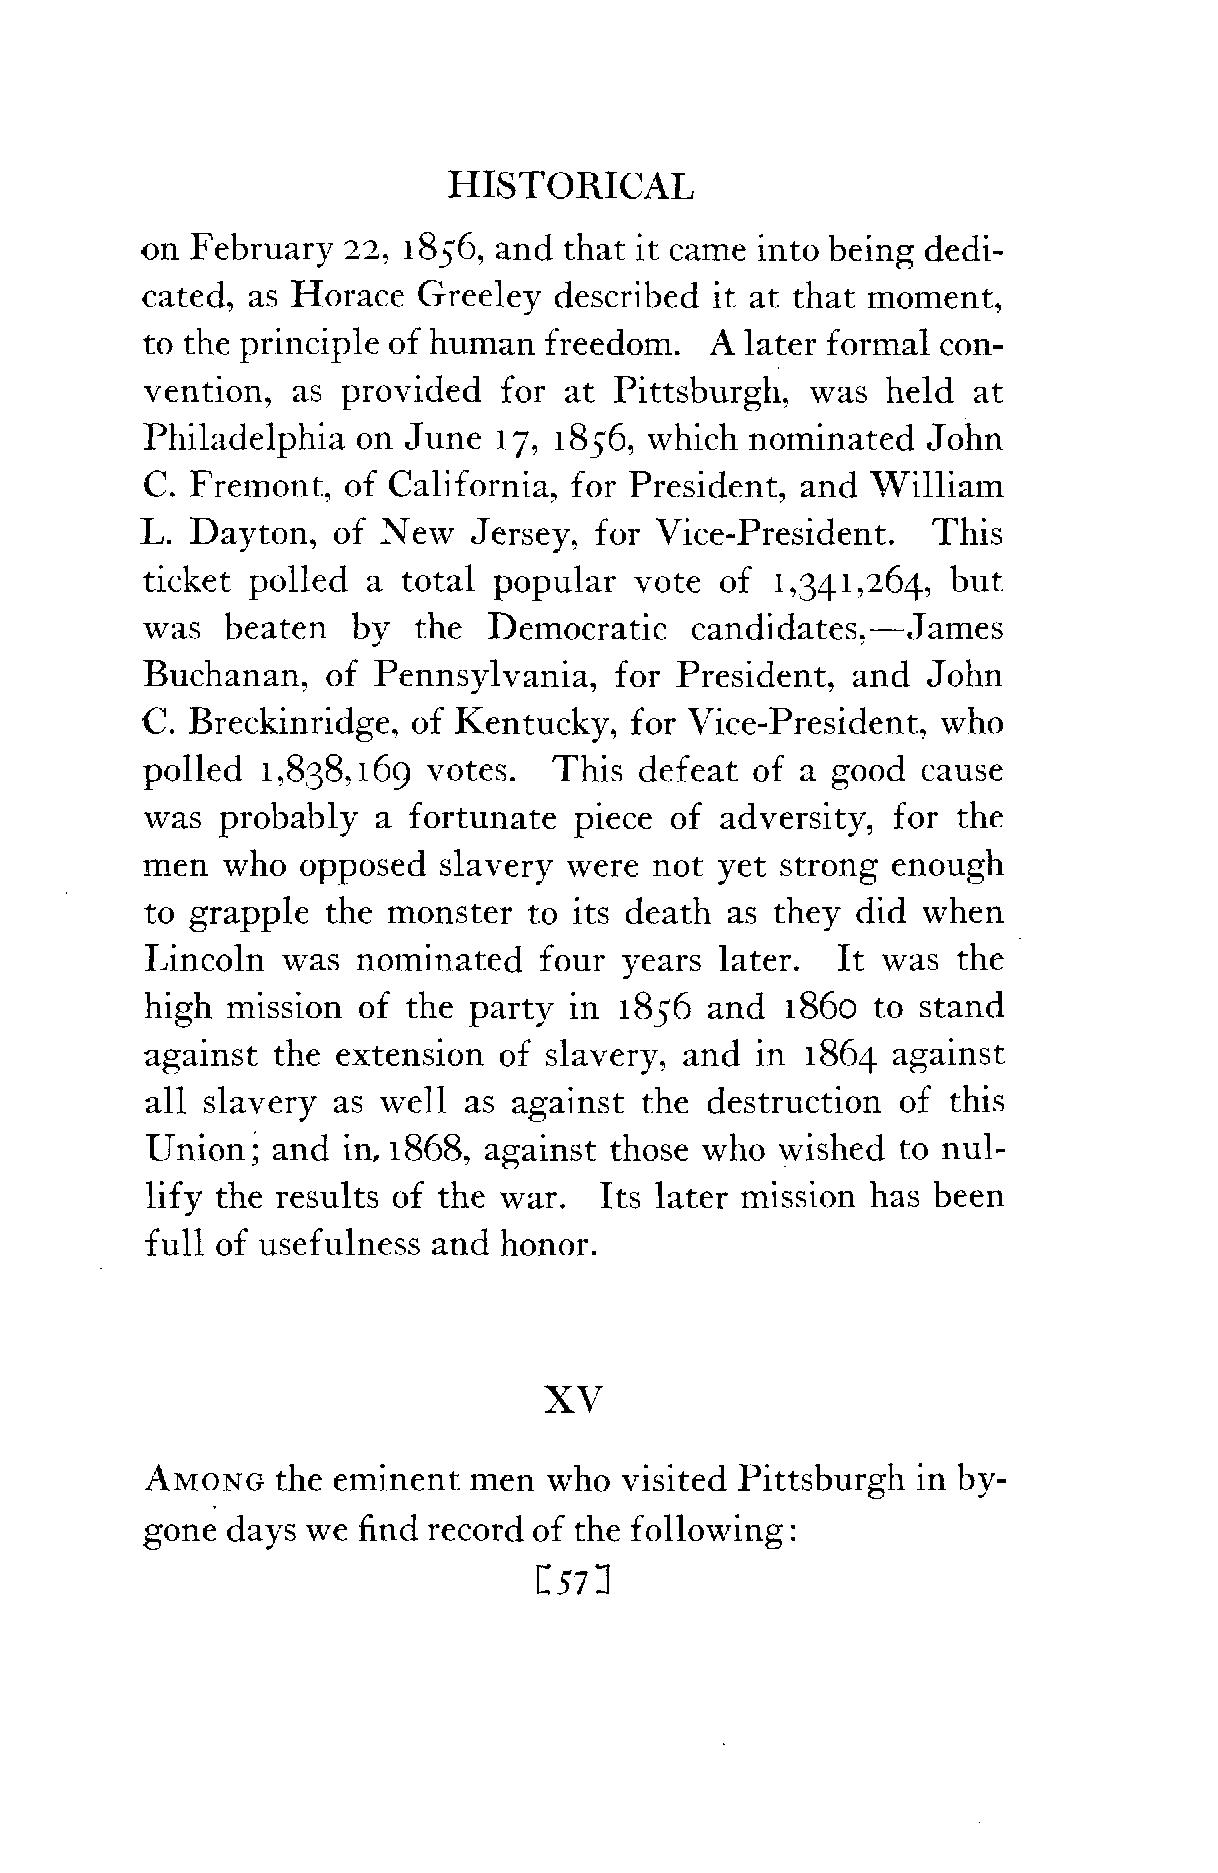 HISTORICAL
on February 22, 1856, and that it came into being dedi-
cated, as Horace Greeley described it at that moment,
to the principle of human freedom. A later formal con-
vention, as provided for at Pittsburgh, was held at
Philadelphia on June 17, 1856, which nominated John
C. Fremont, of California, for President, and William
L. Dayton, of New Jersey, for Vice-President. This
ticket polled a total popular vote of 1,341,264, but
was beaten by the Democratic candidates,—James
Buchanan, of Pennsylvania, for President, and John
C. Breckinridge, of Kentucky, for Vice-President, who
polled 1,838,169 votes. This defeat of a good cause
was probably a fortunate piece of adversity, for the
men who opposed slavery were not yet strong enough
to grapple the monster to its death as they did when
Lincoln was nominated four years later. It was the
high mission of the party in 1856 and 1860 to stand
against the extension of slavery, and in 1864 against
all slavery as well as against the destruction of this
Union; and in, 1868, against those who wished to nul-
lify the results of the war. Its later mission has been
full of usefulness and honor.
XV
AMONG the eminent men who visited Pittsburgh in by-
gone days we find record of the following:
[57]